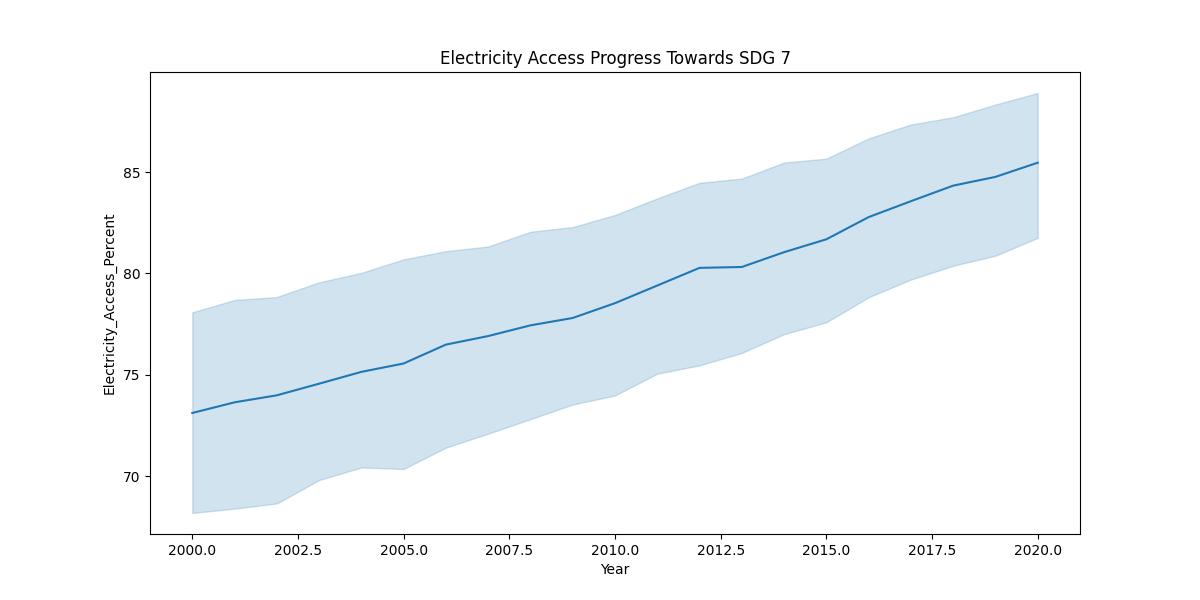 Electricity Access Progress Towards SDG 7
Electricity_Access_Percent
85
80
75
70
2000.0 2002.5 2005.0 2007.5 2010.0 2012.5 2015.0 2017.5 2020.0
Year